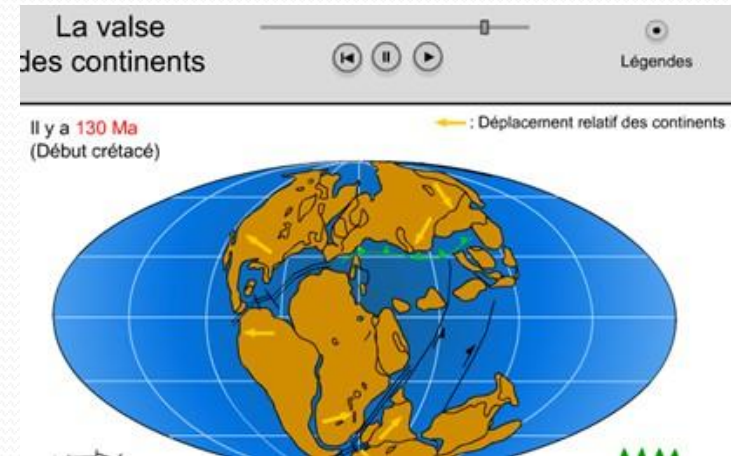 La valse
des continents
Légendes
Il y a 130 Ma
(Début crétacé)
: Déplacement relatif des continents